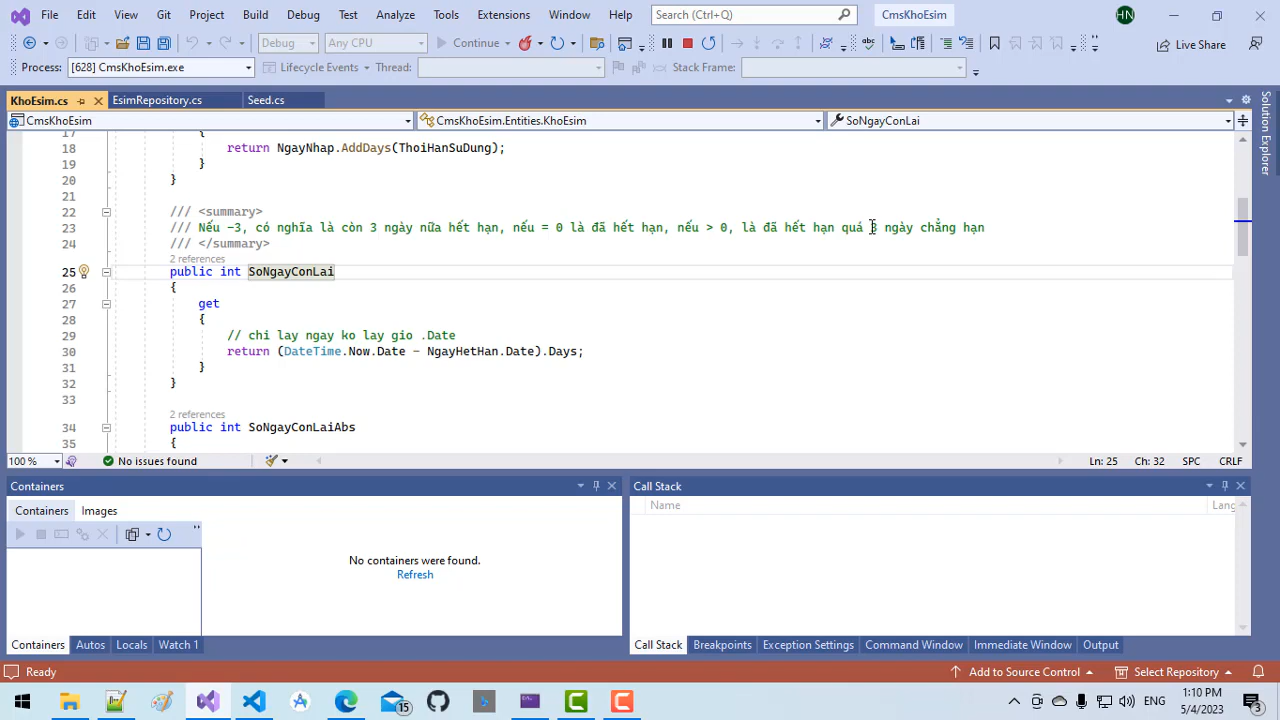 File Edit View Git Project Build Debug Test Analyze Tools Extensions Window Help Search (Ctrl+Q) CmsKhoEsim HN
Debug Any CPU Continue Live Share
Process: [628] CmsKhoEsim.exe Lifecycle Events Thread: Stack Frame:
KhoEsim.cs EsimRepository.cs Seed.cs
CmsKhoEsim CmsKhoEsim.Entities.KhoEsim SoNgayConLai
17 {
18 return NgayNhap.AddDays(ThoiHanSuDung);
19 }
20 }
21
22 /// <summary>
23 /// Nếu -3, có nghĩa là còn 3 ngày nữa hết hạn, nếu = 0 là đã hết hạn, nếu > 0, là đã hết hạn quá 3 ngày chẳng hạn
24 /// </summary>
2 references
25 public int SoNgayConLai
26 {
27 get
28 {
29 // chi lay ngay ko lay gio .Date
30 return (DateTime.Now.Date - NgayHetHan.Date).Days;
31 }
32 }
33
2 references
34 public int SoNgayConLaiAbs
35 {
100 % No issues found Ln: 25 Ch: 32 SPC CRLF
Containers
Containers Images
No containers were found.
Refresh
Containers Autos Locals Watch 1
Call Stack
Name Lang
Call Stack Breakpoints Exception Settings Command Window Immediate Window Output
Solution Explorer
Ready Add to Source Control Select Repository
15 ENG 1:10 PM
5/4/2023 3